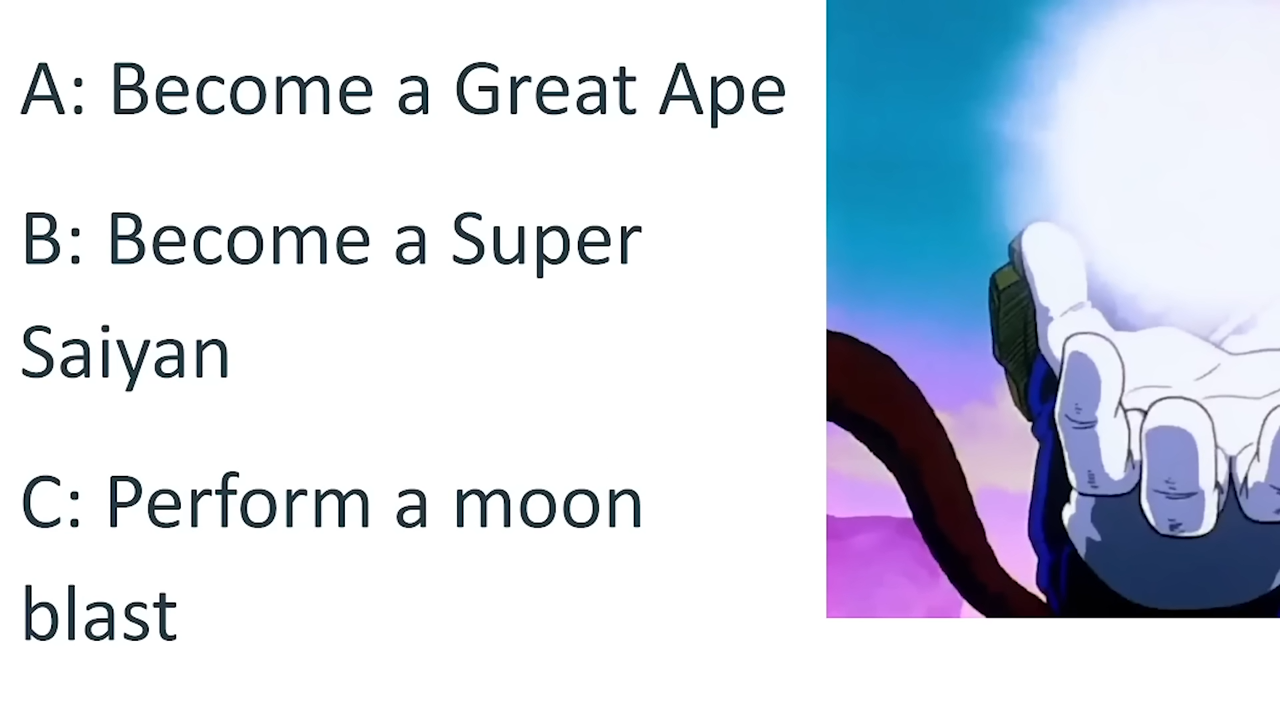 A: Become a Great Ape
B: Become a Super
Saiyan
C: Perform a moon
blast